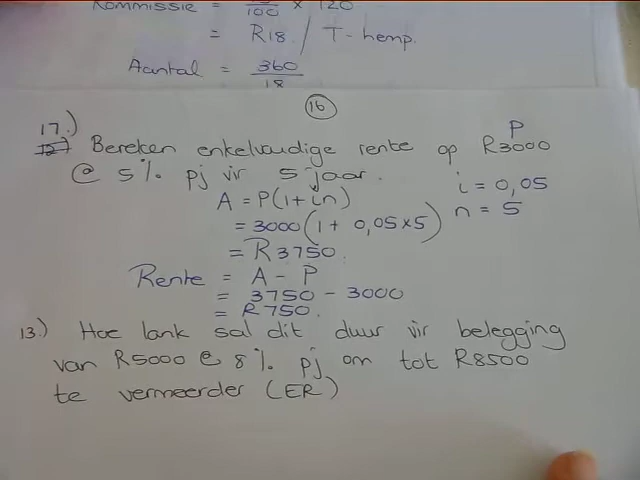 Kommissie = /100 × 120
= R18 / T-hemp.
Aantal = 360/18
16
17.)
P
Bereken enkelvoudige rente op R3000
@ 5% pj vir 5 jaar.
i = 0,05
A = P(1+in)
n = 5
= 3000(1 + 0,05×5)
= R3750.
Rente = A - P
= 3750 - 3000
= R750.
13.) Hoe lank sal dit duur vir belegging
van R5000 @ 8% pj om tot R8500
te vermeerder (ER)